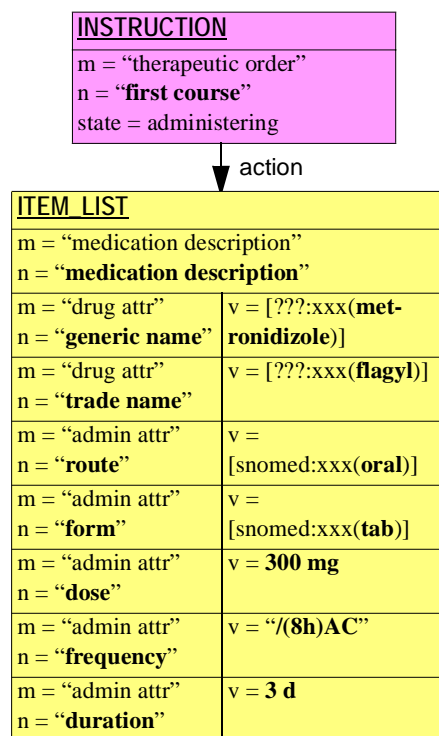 INSTRUCTION
m = “therapeutic order”
n = “first course”
state = administering
action
ITEM_LIST
m = “medication description”
n = “medication description”
m = “drug attr”
n = “generic name”
v = [???:xxx(met-
ronidizole)]
m = “drug attr”
n = “trade name”
v = [???:xxx(flagyl)]
m = “admin attr”
n = “route”
v =
[snomed:xxx(oral)]
m = “admin attr”
n = “form”
v =
[snomed:xxx(tab)]
m = “admin attr”
n = “dose”
v = 300 mg
m = “admin attr”
n = “frequency”
v = “/(8h)AC”
m = “admin attr”
n = “duration”
v = 3 d